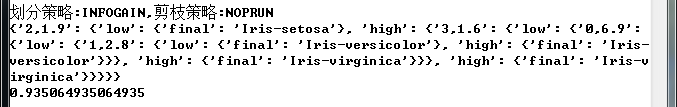 划分策略:INFOGAIN,剪枝策略:NOPRUN
{'2,1.9': {'low': {'final': 'Iris-setosa'}, 'high': {'3,1.6': {'low': {'0,6.9':
{'low': {'1,2.8': {'low': {'final': 'Iris-versicolor'}, 'high': {'final': 'Iris-
versicolor'}}}, 'high': {'final': 'Iris-virginica'}}}, 'high': {'final': 'Iris-v
irginica'}}}}}
0.935064935064935